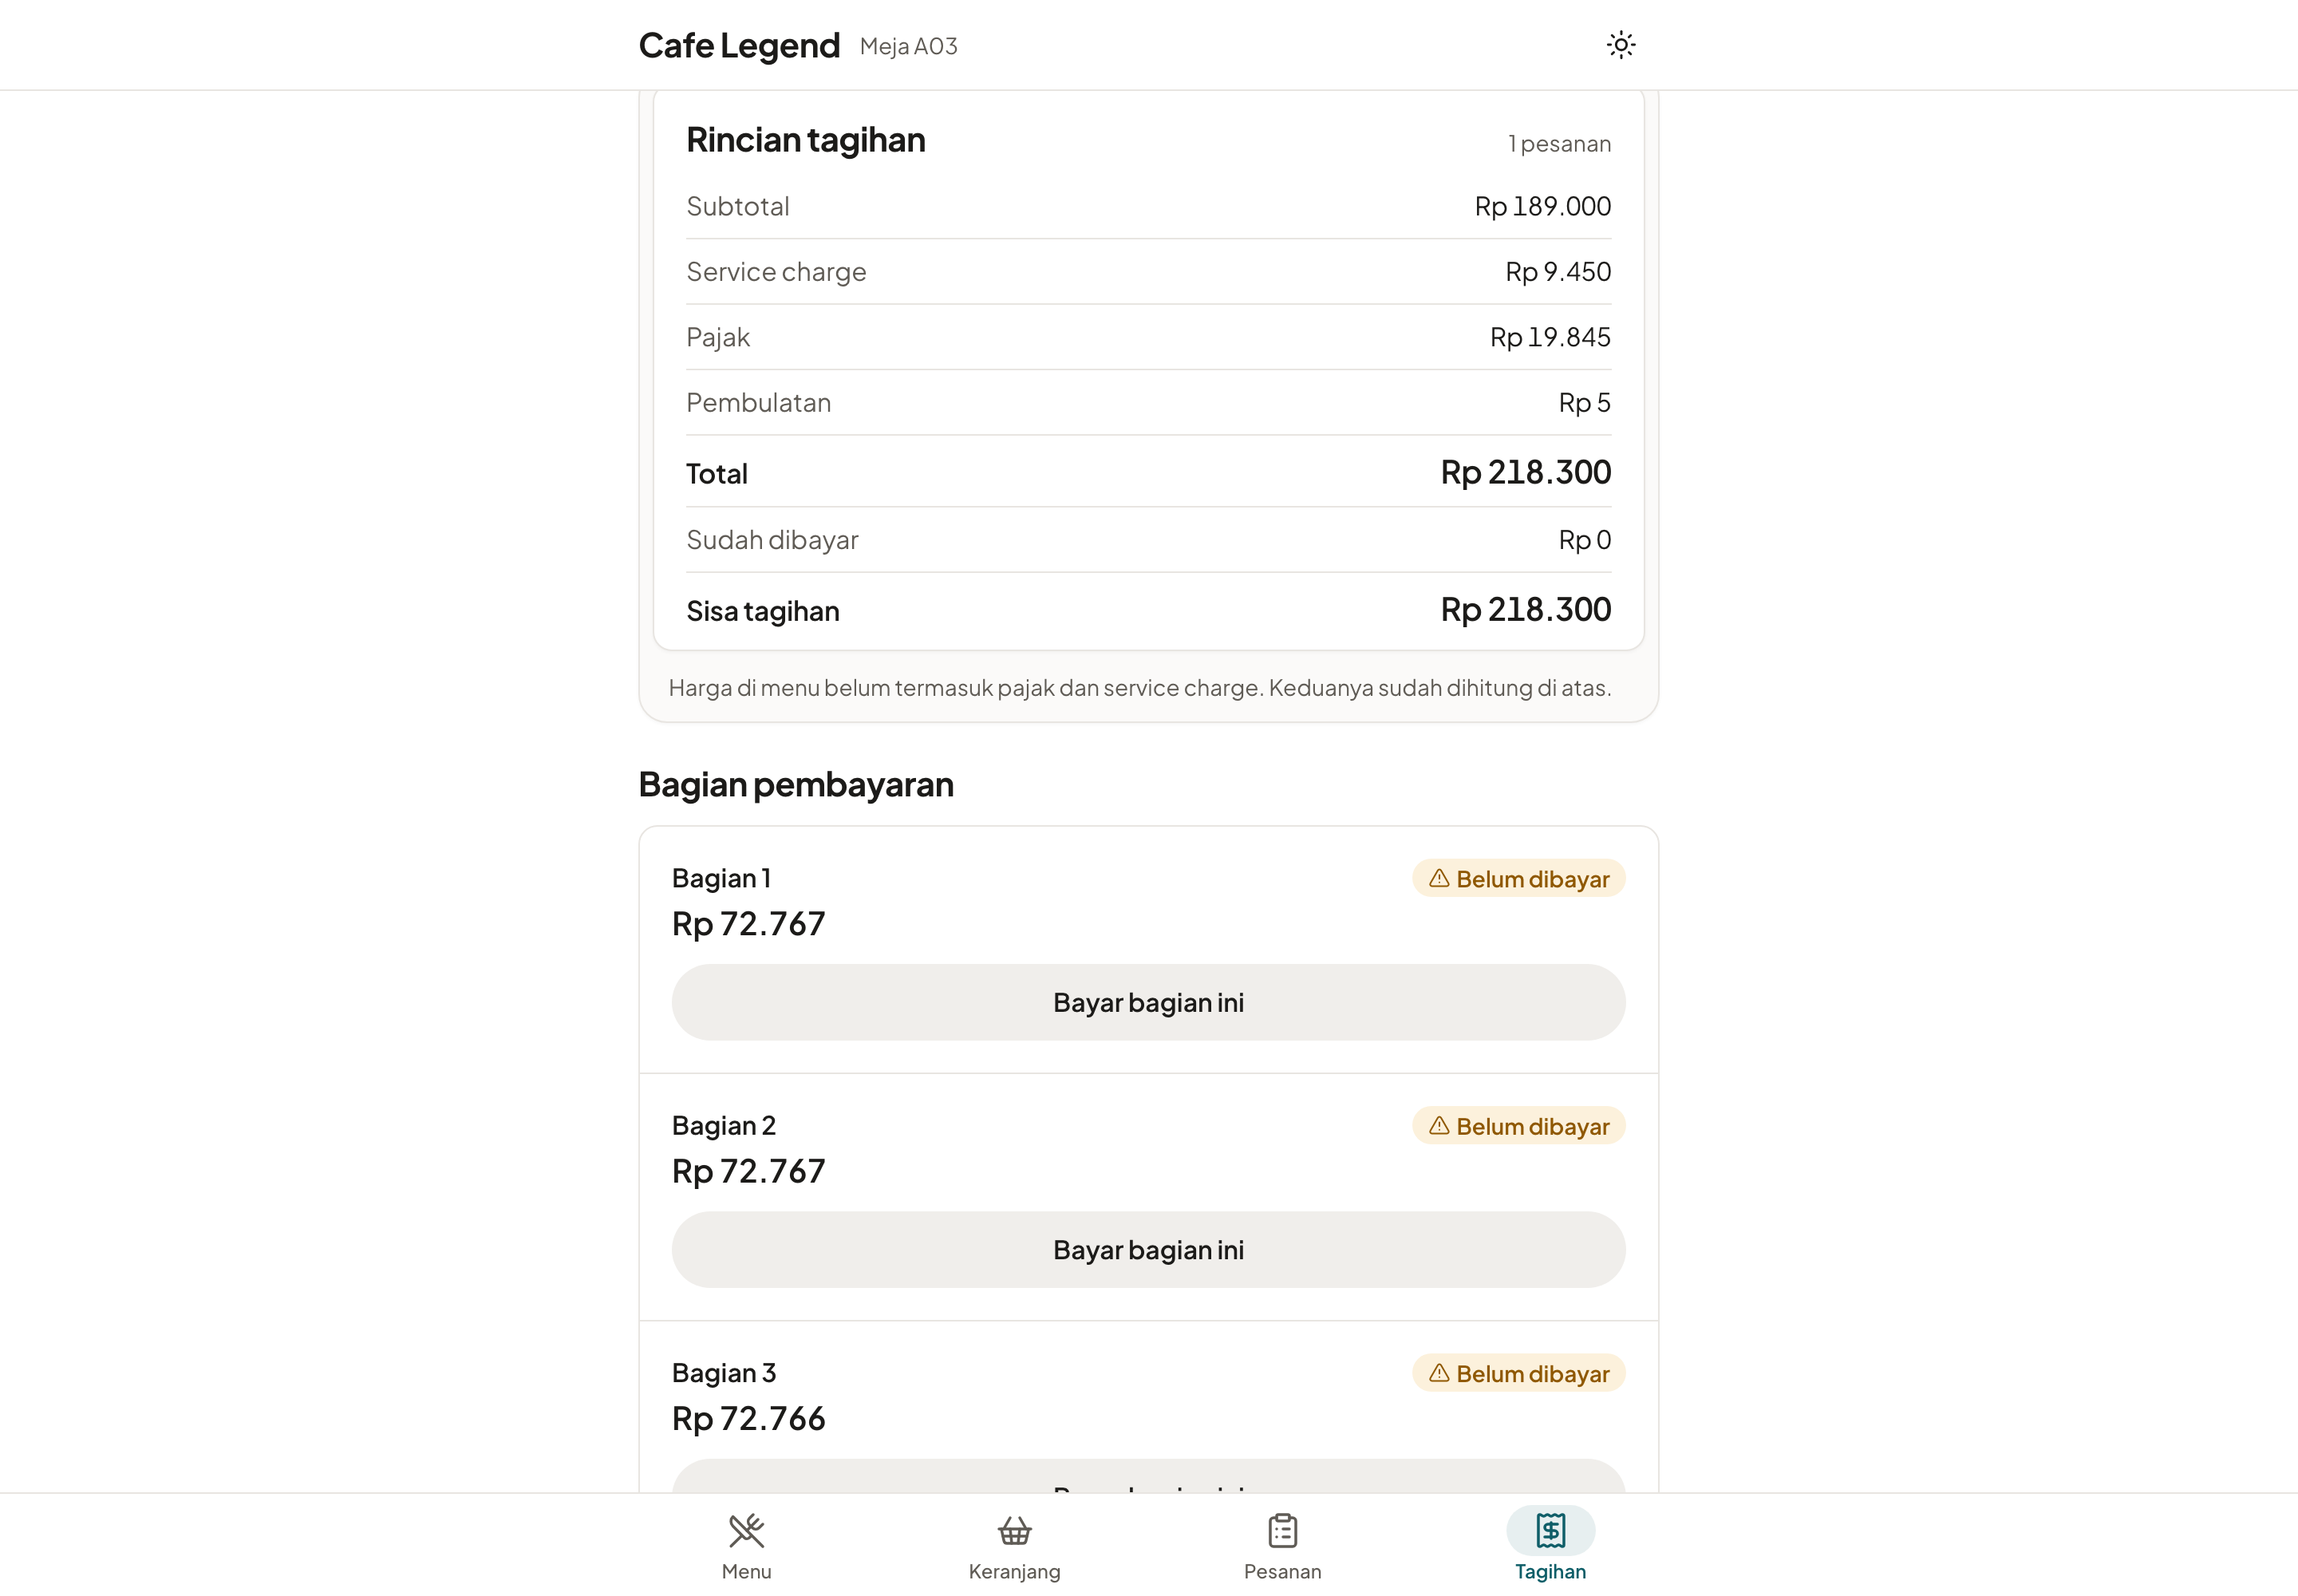 Cafe Legend Meja A03
Rincian tagihan 1 pesanan
Subtotal Rp 189.000
Service charge Rp 9.450
Pajak Rp 19.845
Pembulatan Rp 5
Total Rp 218.300
Sudah dibayar Rp 0
Sisa tagihan Rp 218.300
Harga di menu belum termasuk pajak dan service charge. Keduanya sudah dihitung di atas.
Bagian pembayaran
Bagian 1 Belum dibayar
Rp 72.767
Bayar bagian ini
Bagian 2 Belum dibayar
Rp 72.767
Bayar bagian ini
Bagian 3 Belum dibayar
Rp 72.766
Menu Keranjang Pesanan Tagihan